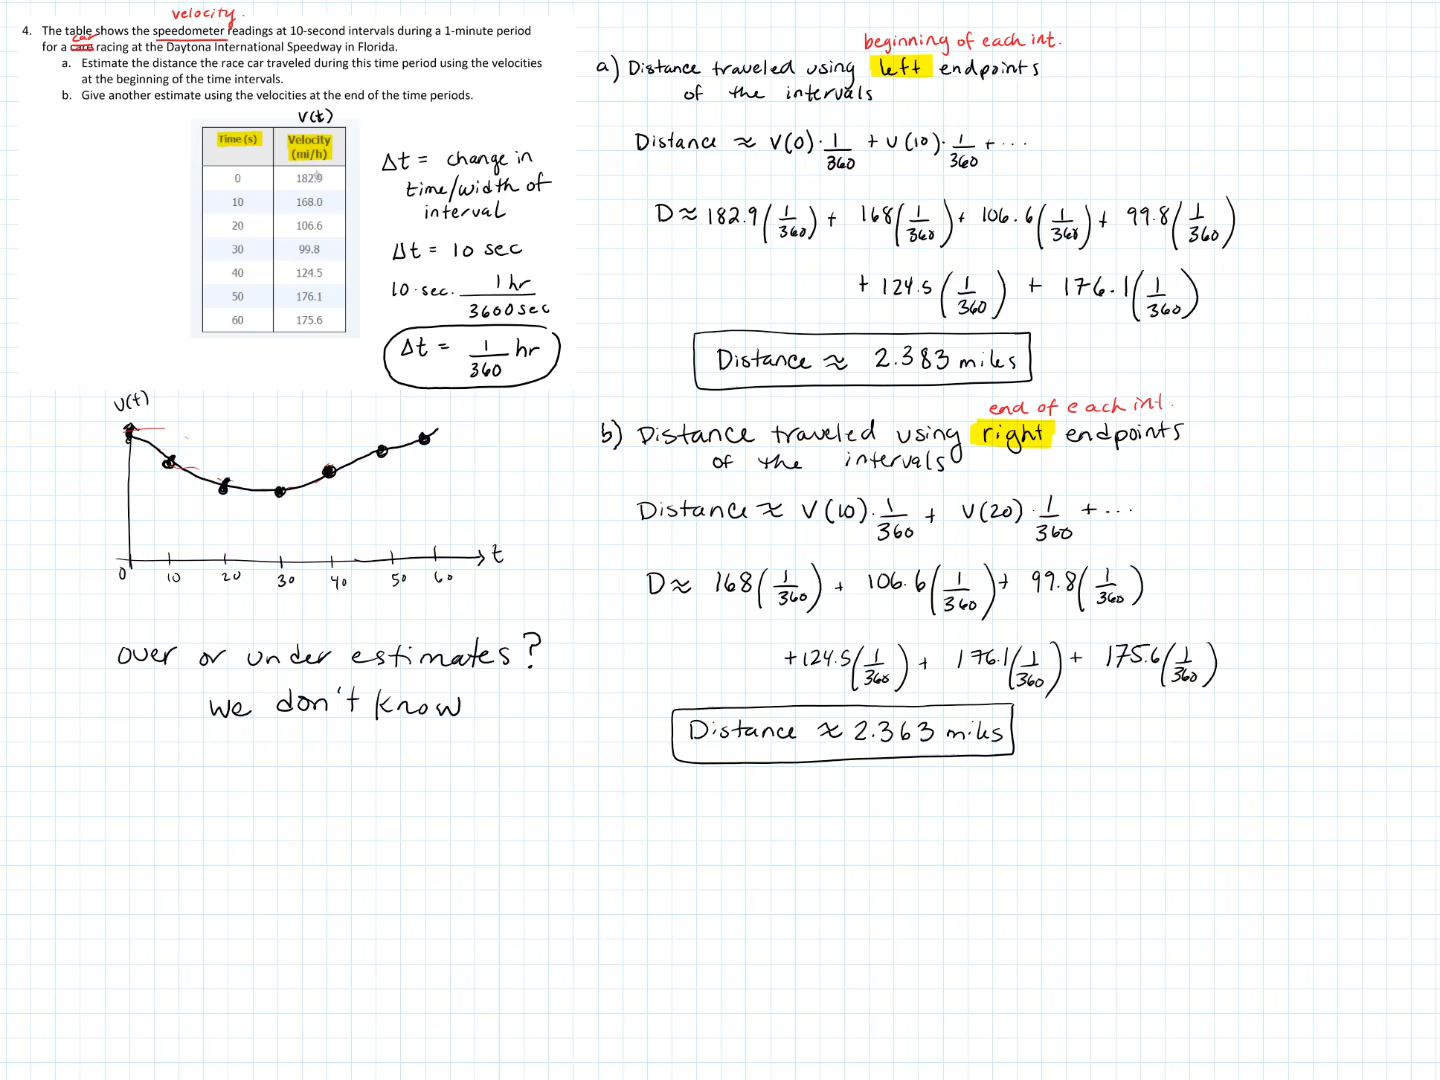 velocity.
4. The table shows the speedometer readings at 10-second intervals during a 1-minute period
car
for a race racing at the Daytona International Speedway in Florida.
a. Estimate the distance the race car traveled during this time period using the velocities
at the beginning of the time intervals.
b. Give another estimate using the velocities at the end of the time periods.
v(t)
Time (s) Velocity (mi/h)
0 182.9
10 168.0
20 106.6
30 99.8
40 124.5
50 176.1
60 175.6
Δt = change in
time/width of
interval
Δt = 10 sec
10 sec. 1 hr / 3600 sec
Δt = 1/360 hr
v(t)
t
0 10 20 30 40 50 60
over or under estimates?
we don't know
beginning of each int.
a) Distance traveled using left endpoints
of the intervals
Distance ≈ v(0)·1/360 + v(10)·1/360 + ...
D ≈ 182.9(1/360) + 168(1/360) + 106.6(1/360) + 99.8(1/360)
+ 124.5(1/360) + 176.1(1/360)
Distance ≈ 2.383 miles
end of each int.
b) Distance traveled using right endpoints
of the intervals
Distance ≈ v(10)·1/360 + v(20)·1/360 + ...
D ≈ 168(1/360) + 106.6(1/360) + 99.8(1/360)
+124.5(1/360) + 176.1(1/360) + 175.6(1/360)
Distance ≈ 2.363 miles